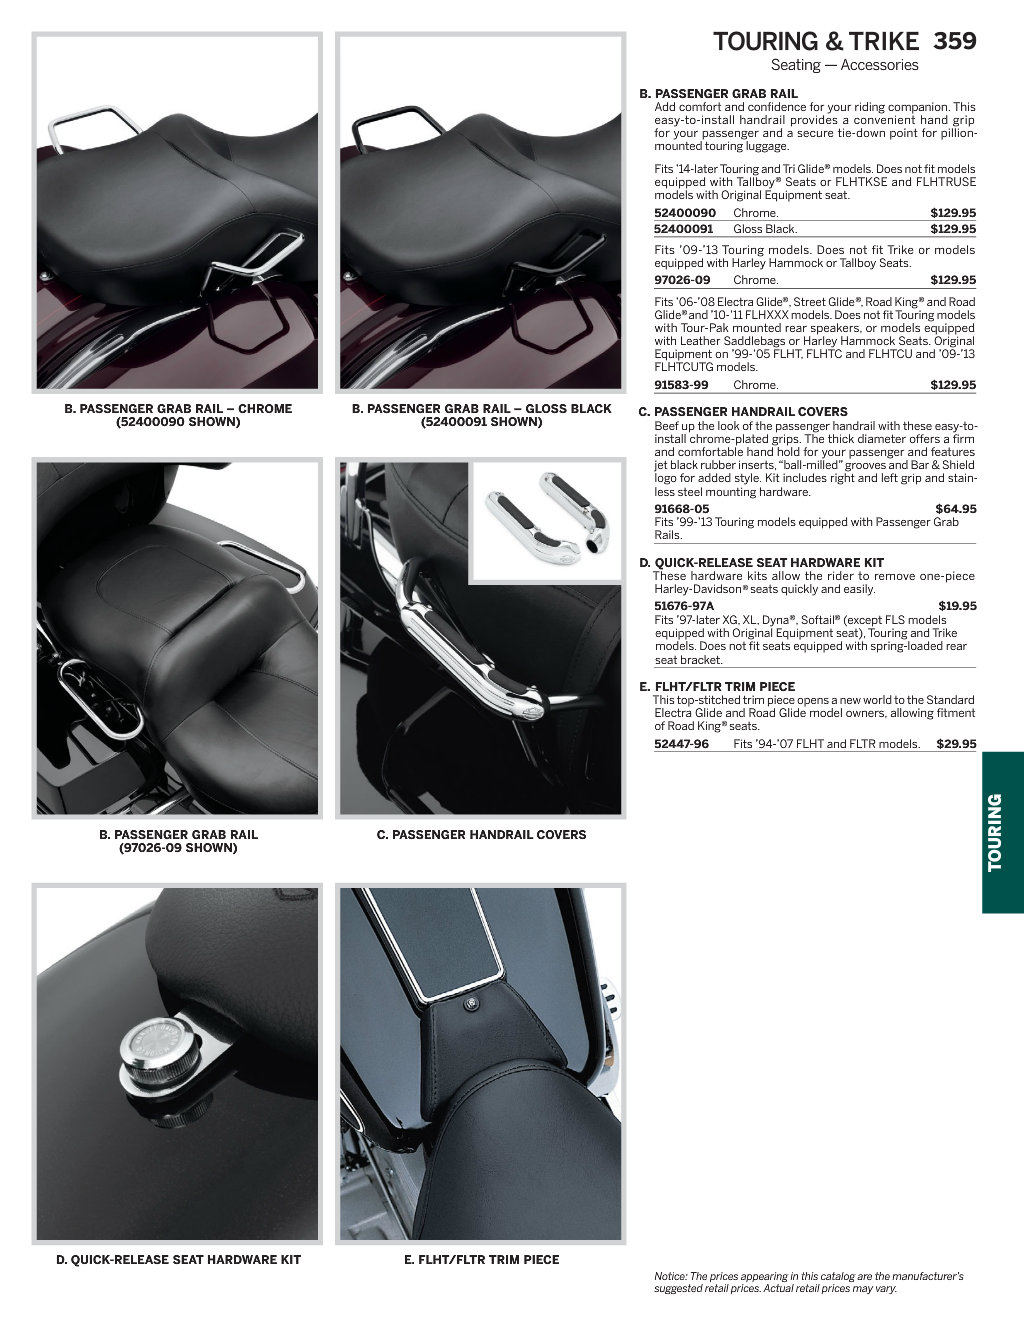 TOURING & TRIKE 359
Seating — Accessories
B. PASSENGER GRAB RAIL
Add comfort and confidence for your riding companion. This
easy-to-install handrail provides a convenient hand grip
for your passenger and a secure tie-down point for pillion-
mounted touring luggage.
Fits ’14-later Touring and Tri Glide® models. Does not fit models
equipped with Tallboy® Seats or FLHTKSE and FLHTRUSE
models with Original Equipment seat.
52400090 Chrome. $129.95
52400091 Gloss Black. $129.95
Fits ’09-’13 Touring models. Does not fit Trike or models
equipped with Harley Hammock or Tallboy Seats.
97026-09 Chrome. $129.95
Fits ’06-’08 Electra Glide®, Street Glide®, Road King® and Road
Glide® and ’10-’11 FLHXXX models. Does not fit Touring models
with Tour-Pak mounted rear speakers, or models equipped
with Leather Saddlebags or Harley Hammock Seats. Original
Equipment on ’99-‘05 FLHT, FLHTC and FLHTCU and ’09-’13
FLHTCUTG models.
91583-99 Chrome. $129.95
C. PASSENGER HANDRAIL COVERS
Beef up the look of the passenger handrail with these easy-to-
install chrome-plated grips. The thick diameter offers a firm
and comfortable hand hold for your passenger and features
jet black rubber inserts, “ball-milled” grooves and Bar & Shield
logo for added style. Kit includes right and left grip and stain-
less steel mounting hardware.
91668-05 $64.95
Fits ’99-’13 Touring models equipped with Passenger Grab
Rails.
D. QUICK-RELEASE SEAT HARDWARE KIT
These hardware kits allow the rider to remove one-piece
Harley-Davidson® seats quickly and easily.
51676-97A $19.95
Fits ’97-later XG, XL, Dyna®, Softail® (except FLS models
equipped with Original Equipment seat), Touring and Trike
models. Does not fit seats equipped with spring-loaded rear
seat bracket.
E. FLHT/FLTR TRIM PIECE
This top-stitched trim piece opens a new world to the Standard
Electra Glide and Road Glide model owners, allowing fitment
of Road King® seats.
52447-96 Fits ’94-’07 FLHT and FLTR models. $29.95
B. PASSENGER GRAB RAIL – CHROME
(52400090 SHOWN)
B. PASSENGER GRAB RAIL – GLOSS BLACK
(52400091 SHOWN)
B. PASSENGER GRAB RAIL
(97026-09 SHOWN)
C. PASSENGER HANDRAIL COVERS
D. QUICK-RELEASE SEAT HARDWARE KIT
E. FLHT/FLTR TRIM PIECE
TOURING
Notice: The prices appearing in this catalog are the manufacturer’s
suggested retail prices. Actual retail prices may vary.